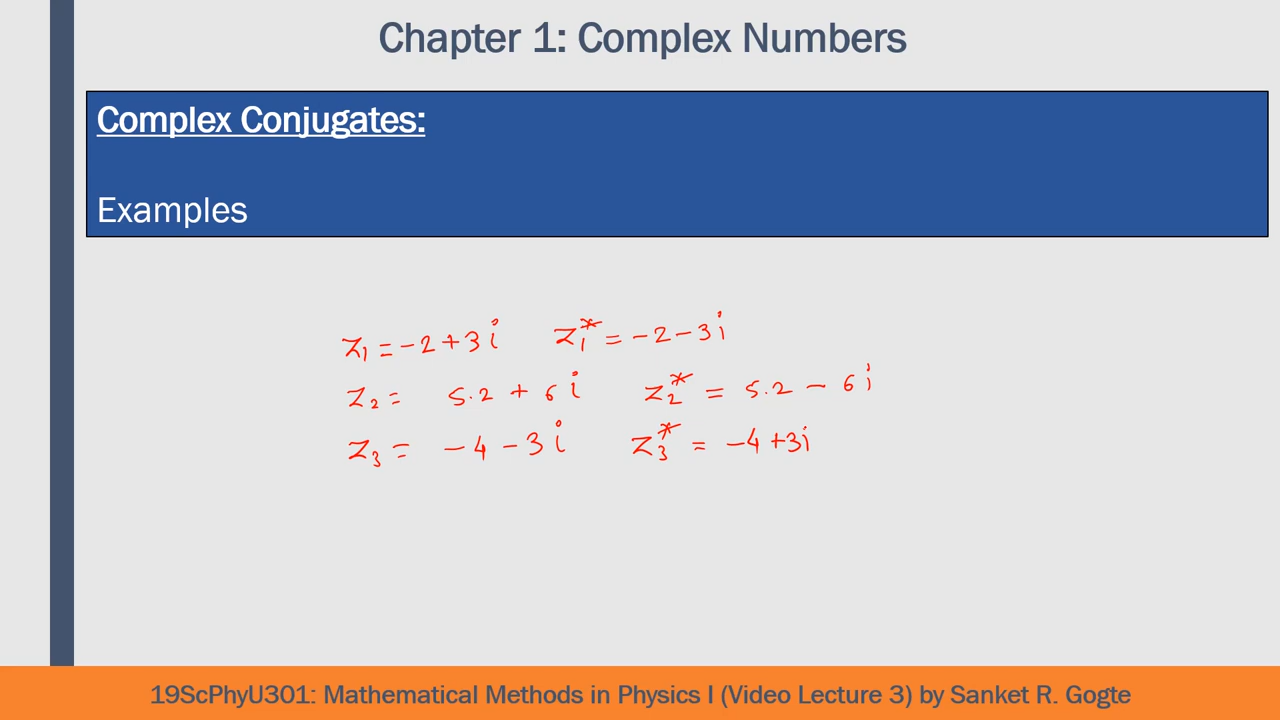 Chapter 1: Complex Numbers
Complex Conjugates:
Examples
z₁ = -2 + 3i z₁* = -2 - 3i
z₂ = 5.2 + 6i z₂* = 5.2 - 6i
z₃ = -4 - 3i z₃* = -4 + 3i
19ScPhyU301: Mathematical Methods in Physics I (Video Lecture 3) by Sanket R. Gogte